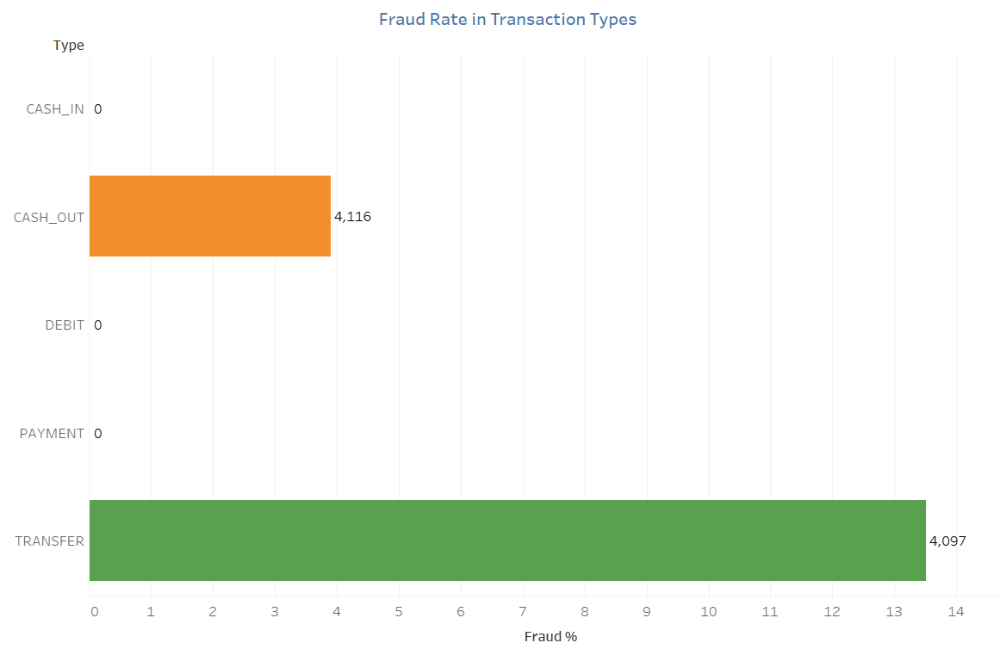 Fraud Rate in Transaction Types
Type
CASH_IN 0
CASH_OUT 4,116
DEBIT 0
PAYMENT 0
TRANSFER 4,097
0 1 2 3 4 5 6 7 8 9 10 11 12 13 14
Fraud %